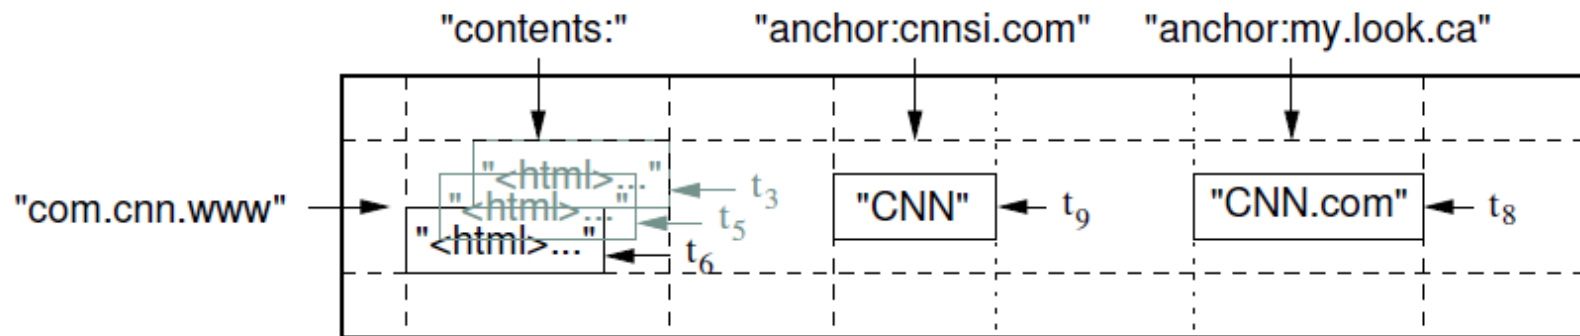 "contents:" "anchor:cnnsi.com" "anchor:my.look.ca"
"<html>..." t3
"com.cnn.www" "<html>..." t5 "CNN" t9 "CNN.com" t8
"<html>..." t6